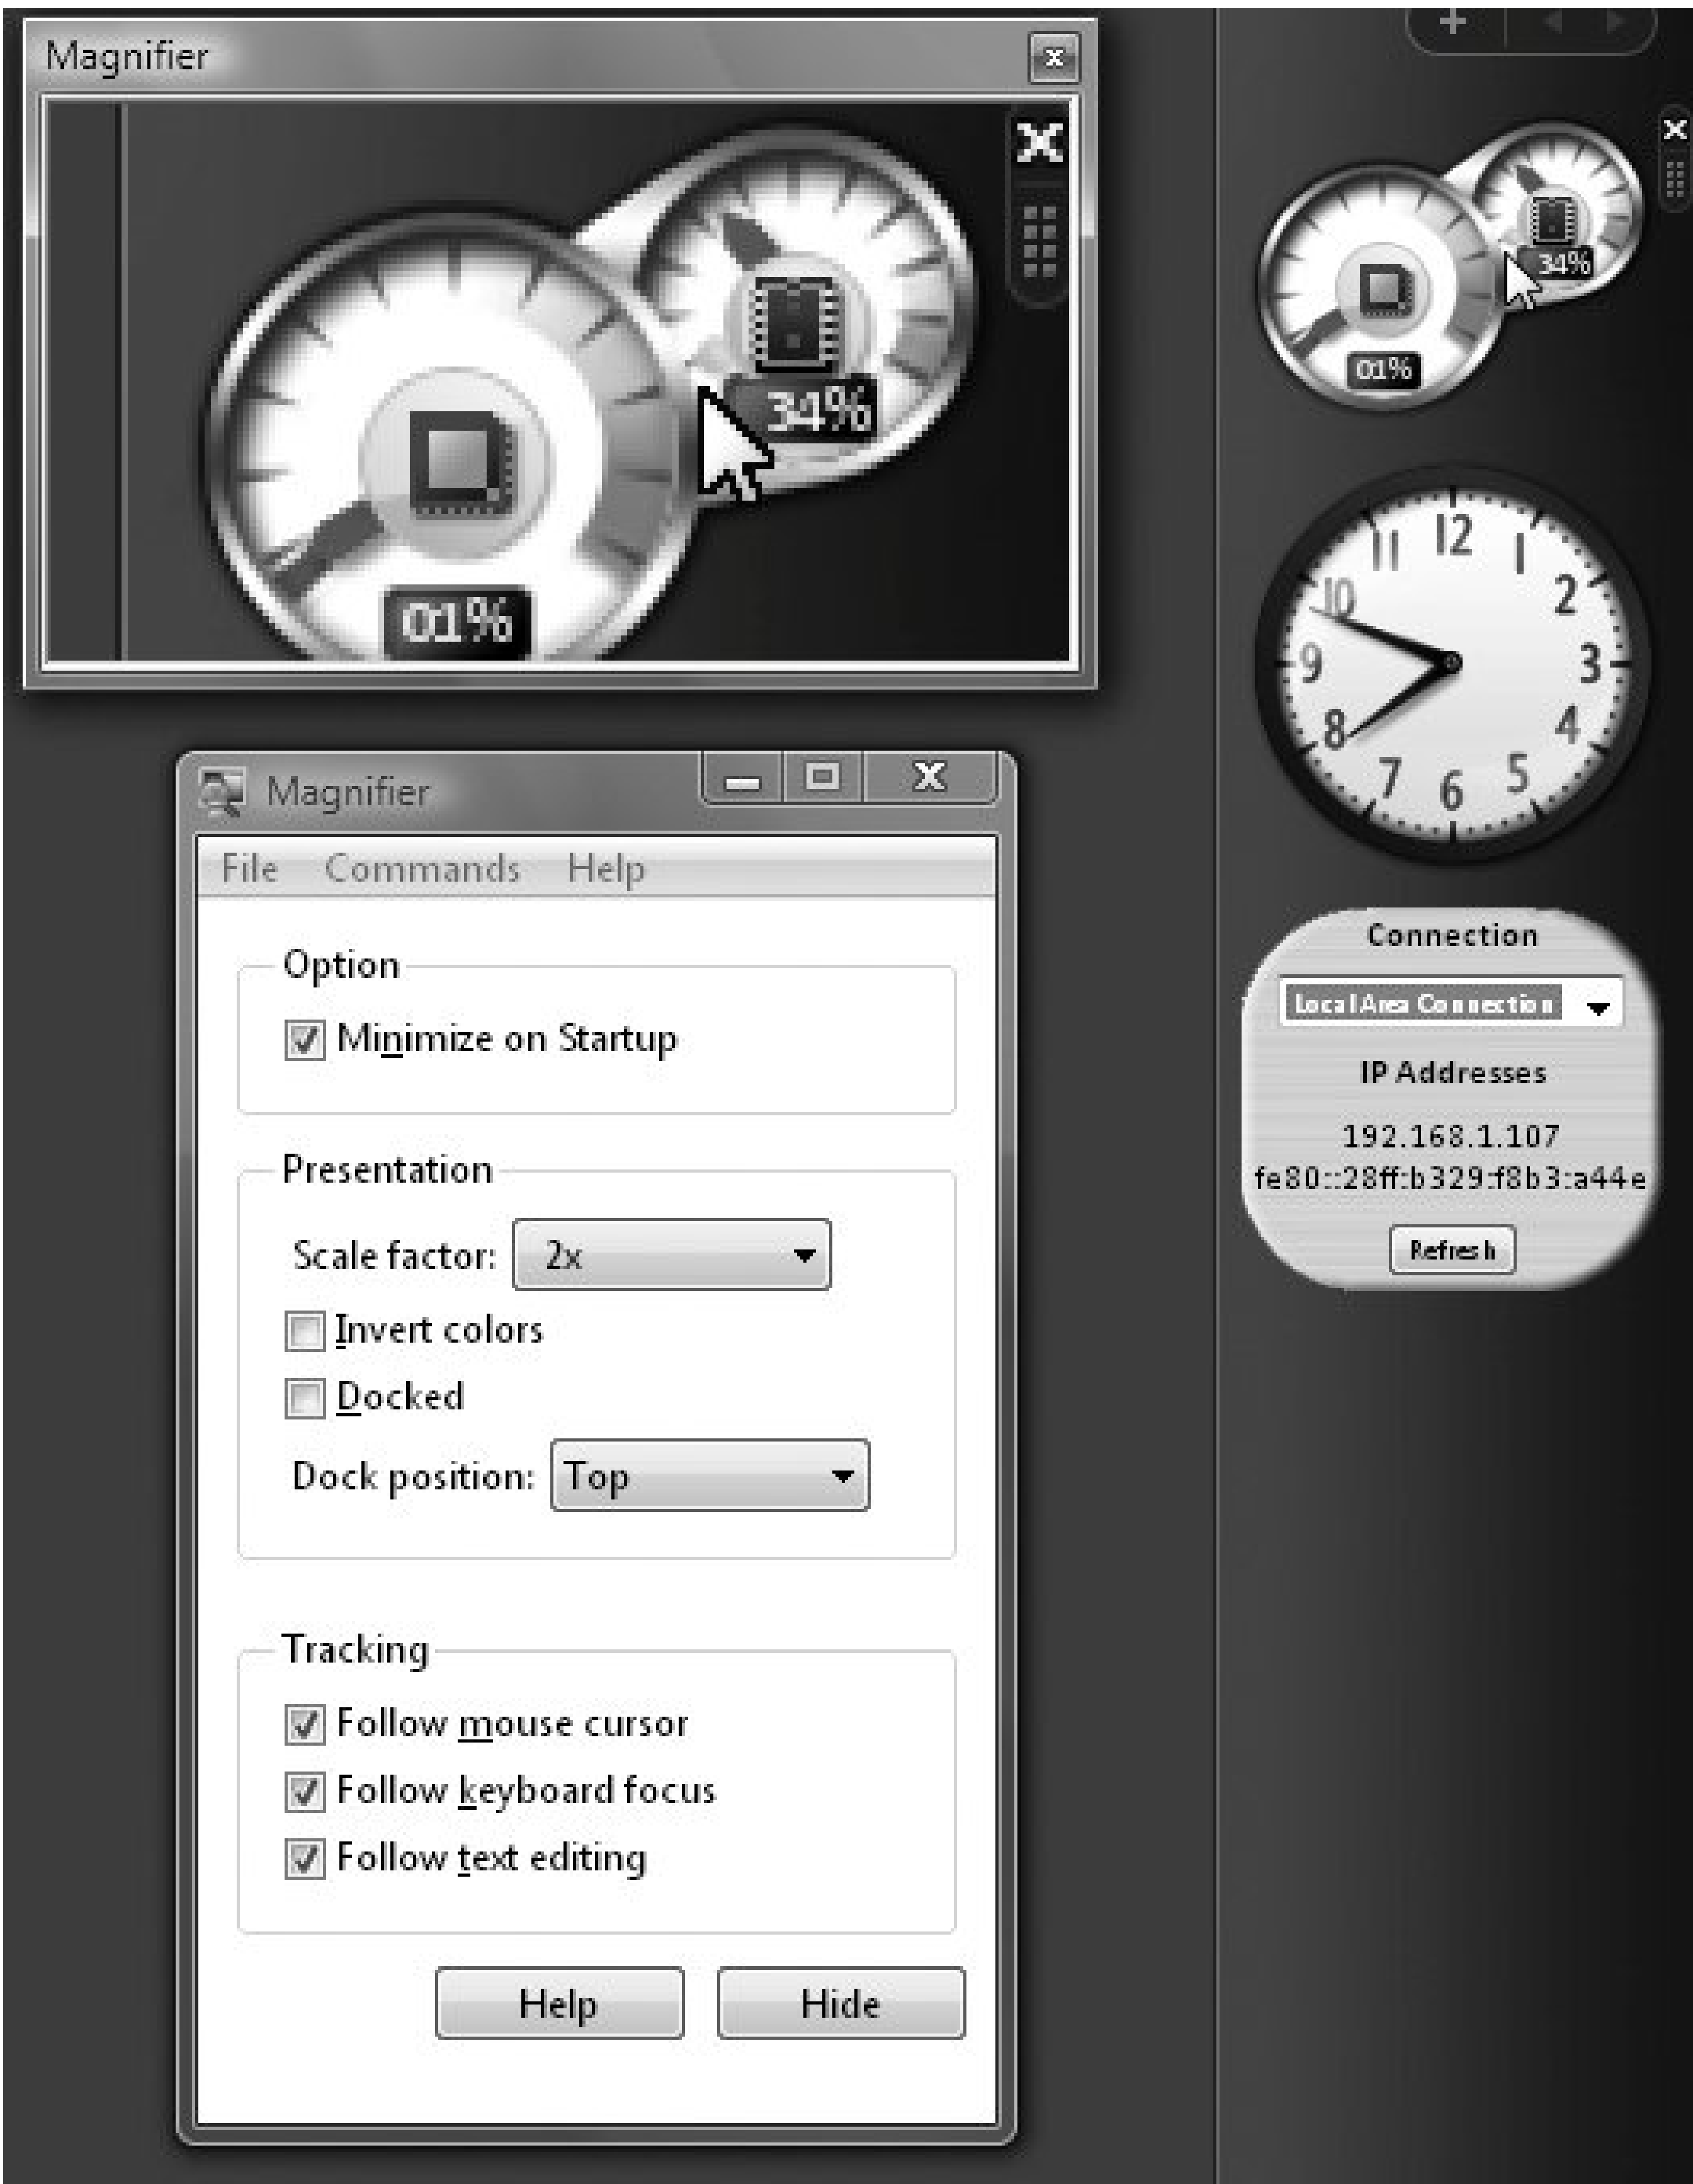 Magnifier
34%
01%
34%
01%
12
11
1
10
2
9
3
8
4
7
5
6
Magnifier
File Commands Help
Option
Minimize on Startup
Presentation
Scale factor: 2x
Invert colors
Docked
Dock position: Top
Tracking
Follow mouse cursor
Follow keyboard focus
Follow text editing
Help Hide
Connection
Local Area Connection
IP Addresses
192.168.1.107
fe80::28ff:b329:f8b3:a44e
Refresh